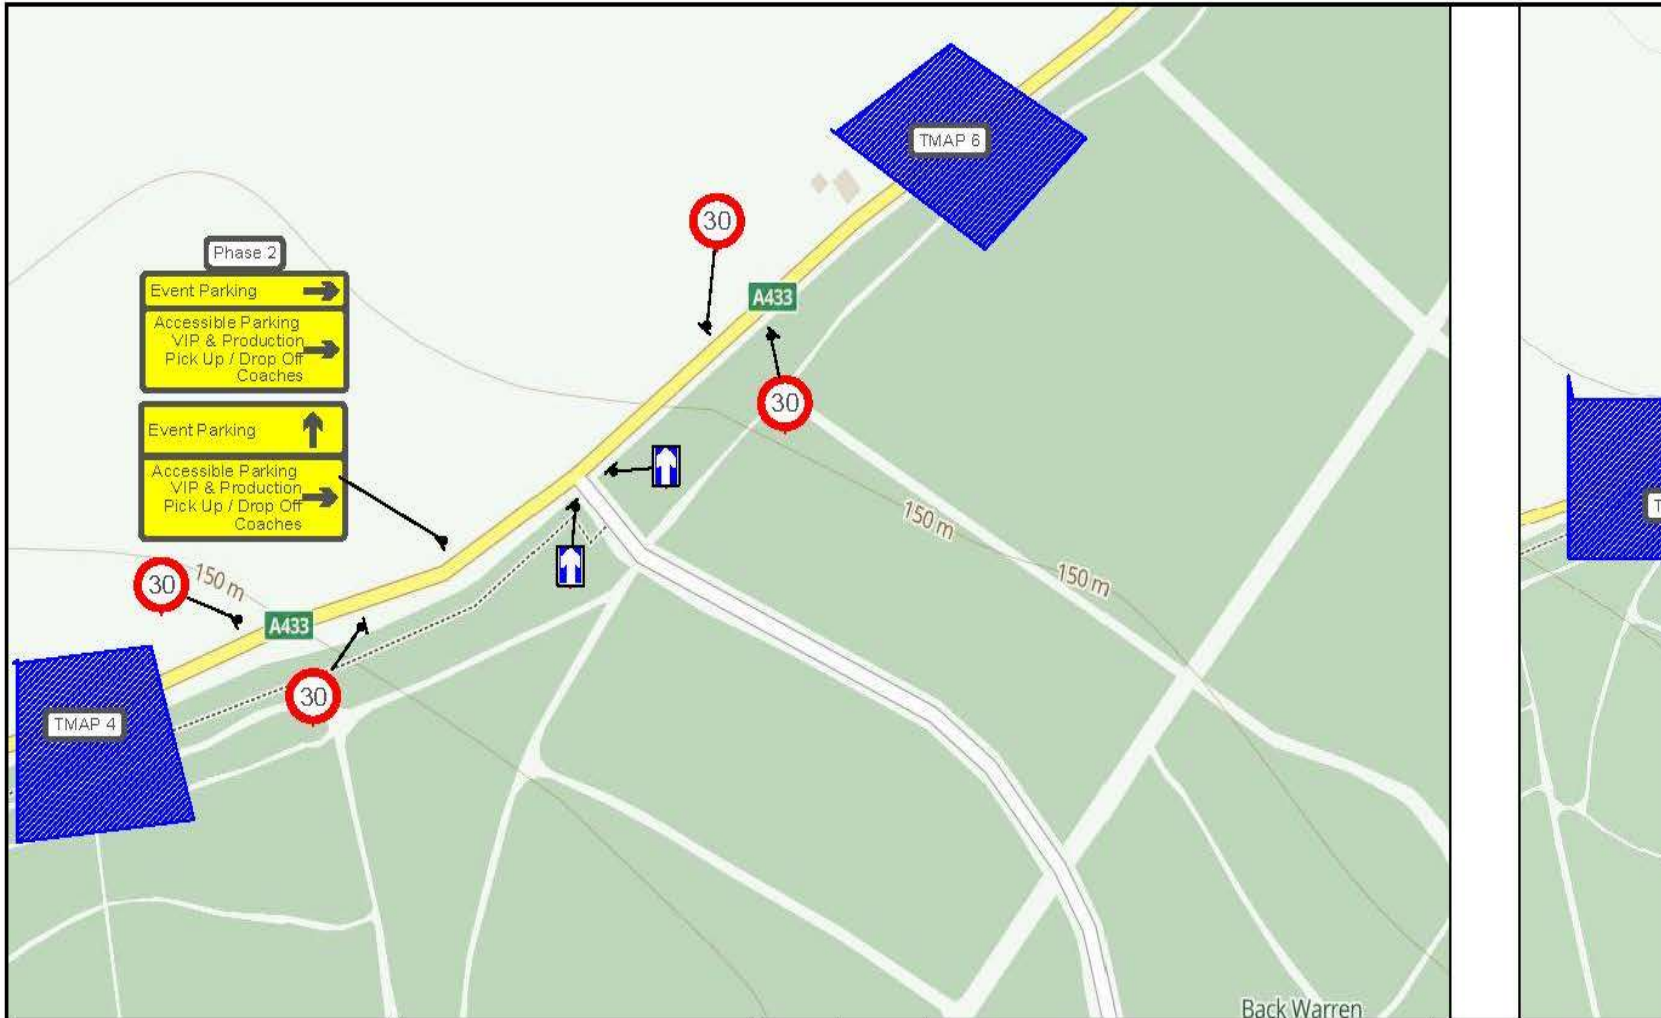 TMAP 6
30
Phase 2
Event Parking
A433
Accessible Parking
VIP & Production
Pick Up / Drop Off
Coaches
30
Event Parking
Accessible Parking
VIP & Production
Pick Up / Drop Off
Coaches
150 m
150 m
30
150 m
A433
30
TMAP 4
Back Warren